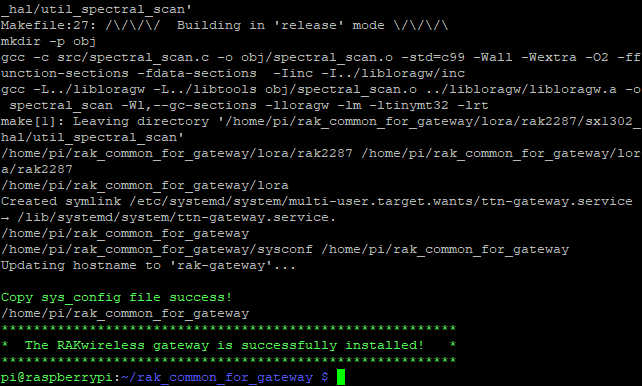 _hal/util_spectral_scan'
Makefile:27: /\/\/\/  Building in 'release' mode \/\/\/\
mkdir -p obj
gcc -c src/spectral_scan.c -o obj/spectral_scan.o -std=c99 -Wall -Wextra -O2 -ff
unction-sections -fdata-sections  -Iinc -I../libloragw/inc
gcc -L../libloragw -L../libtools obj/spectral_scan.o ../libloragw/libloragw.a -o
 spectral_scan -Wl,--gc-sections -lloragw -lm -ltinymt32 -lrt
make[1]: Leaving directory '/home/pi/rak_common_for_gateway/lora/rak2287/sx1302_
hal/util_spectral_scan'
/home/pi/rak_common_for_gateway/lora/rak2287 /home/pi/rak_common_for_gateway/lor
a/rak2287
/home/pi/rak_common_for_gateway/lora
Created symlink /etc/systemd/system/multi-user.target.wants/ttn-gateway.service
→ /lib/systemd/system/ttn-gateway.service.
/home/pi/rak_common_for_gateway
/home/pi/rak_common_for_gateway/sysconf /home/pi/rak_common_for_gateway
Updating hostname to 'rak-gateway'...

Copy sys_config file success!
/home/pi/rak_common_for_gateway
*********************************************************
*  The RAKwireless gateway is successfully installed!   *
*********************************************************
pi@raspberrypi:~/rak_common_for_gateway $